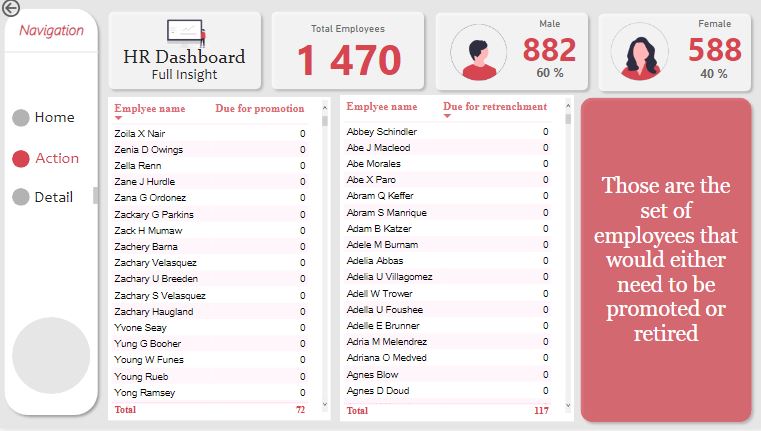 Navigation
Home
Action
Detail
HR Dashboard
Full Insight
Total Employees
1 470
Male
882
60 %
Female
588
40 %
Emplyee name Due for promotion
Zoila X Nair 0
Zenia D Owings 0
Zella Renn 0
Zane J Hurdle 0
Zana G Ordonez 0
Zackary G Parkins 0
Zack H Mumaw 0
Zachery Barna 0
Zachary Velasquez 0
Zachary U Breeden 0
Zachary S Velasquez 0
Zachary Haugland 0
Yvone Seay 0
Yung G Booher 0
Young W Funes 0
Young Rueb 0
Yong Ramsey 0
Total 72
Emplyee name Due for retrenchment
Abbey Schindler 0
Abe J Macleod 0
Abe Morales 0
Abe X Paro 0
Abram Q Keffer 0
Abram S Manrique 0
Adam B Katzer 0
Adele M Burnam 0
Adelia Abbas 0
Adelia U Villagomez 0
Adell W Trower 0
Adella U Foushee 0
Adelle E Brunner 0
Adria M Melendrez 0
Adriana O Medved 0
Agnes Blow 0
Agnes D Doud 0
Total 117
Those are the
set of
employees that
would either
need to be
promoted or
retired